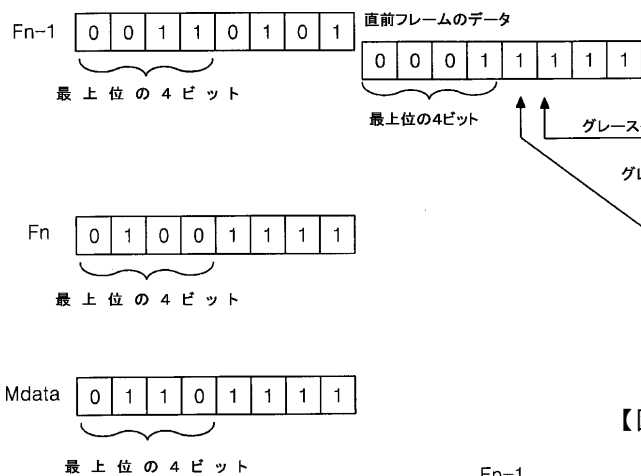 Fn-1 0 0 1 1 0 1 0 1
最上位の4ビット
直前フレームのデータ
0 0 0 1 1 1 1 1
最上位の4ビット
グレース
グレ
Fn 0 1 0 0 1 1 1 1
最上位の4ビット
Mdata 0 1 1 0 1 1 1 1
最上位の4ビット
Fn-1